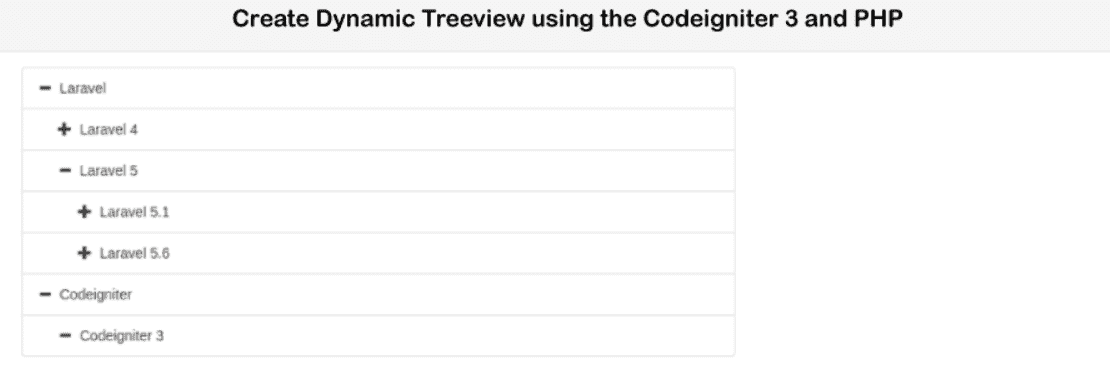 Create Dynamic Treeview using the Codeigniter 3 and PHP
Laravel
Laravel 4
Laravel 5
Laravel 5.1
Laravel 5.6
Codeigniter
Codeigniter 3